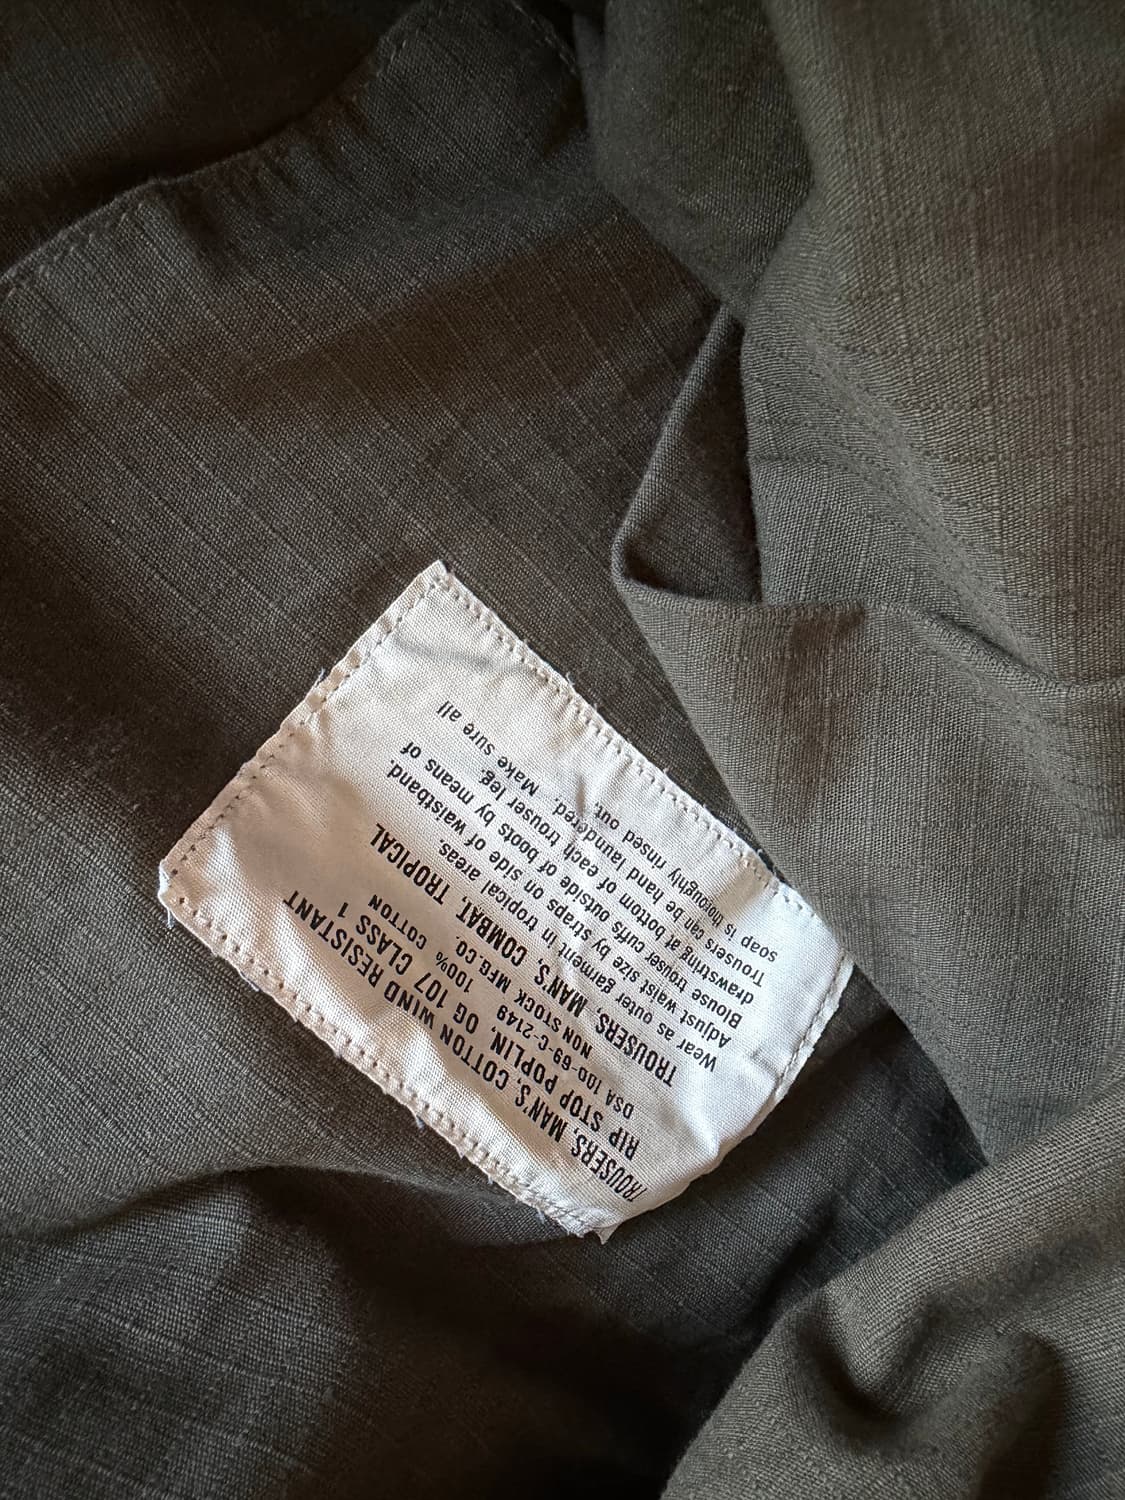 TROUSERS, MAN'S, COTTON WIND RESISTANT
RIP STOP POPLIN, OG 107 CLASS 1
DSA 100-69-C-2149 100% COTTON
NON STOCK MFG.CO.
TROUSERS, MAN'S, COMBAT, TROPICAL
Wear as outer garment in tropical areas.
Adjust waist size by straps on side of waistband.
Blouse trouser cuffs outside of boots by means of
drawstring at bottom of each trouser leg.
Trousers can be hand laundered. Make sure all
soap is thoroughly rinsed out.